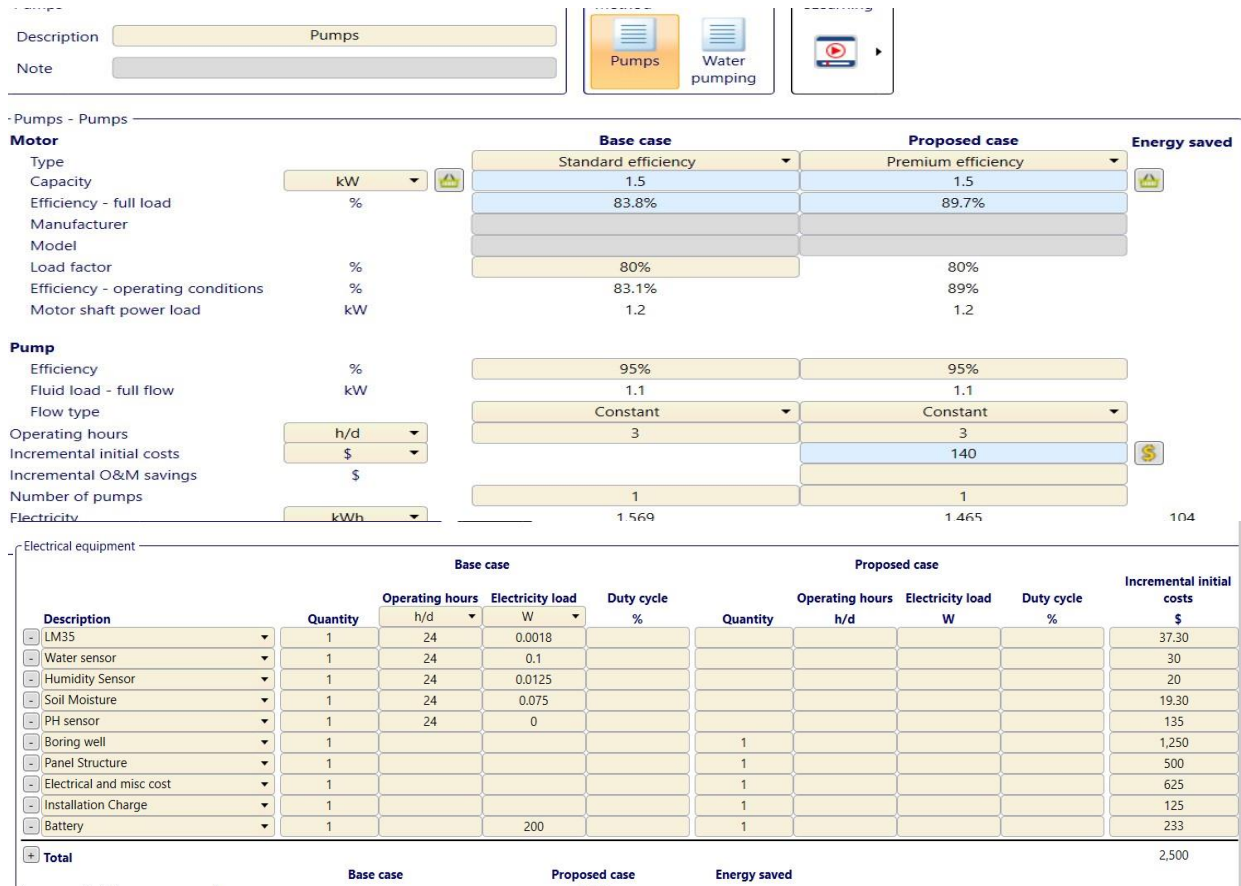 Description Pumps
Note
Pumps Water pumping
Pumps - Pumps
Motor Base case Proposed case Energy saved
Type Standard efficiency Premium efficiency
Capacity kW 1.5 1.5
Efficiency - full load % 83.8% 89.7%
Manufacturer
Model
Load factor % 80% 80%
Efficiency - operating conditions % 83.1% 89%
Motor shaft power load kW 1.2 1.2
Pump
Efficiency % 95% 95%
Fluid load - full flow kW 1.1 1.1
Flow type Constant Constant
Operating hours h/d 3 3
Incremental initial costs $ 140 $
Incremental O&M savings $
Number of pumps 1 1
Electricity kWh 1,569 1,465 104
Electrical equipment
Base case Proposed case
Incremental initial
Operating hours Electricity load Duty cycle Operating hours Electricity load Duty cycle costs
Description Quantity h/d W % Quantity h/d W % $
- LM35 1 24 0.0018 37.30
- Water sensor 1 24 0.1 30
- Humidity Sensor 1 24 0.0125 20
- Soil Moisture 1 24 0.075 19.30
- PH sensor 1 24 0 135
- Boring well 1 1 1,250
- Panel Structure 1 1 500
- Electrical and misc cost 1 1 625
- Installation Charge 1 1 125
- Battery 1 200 1 233
+ Total 2,500
Base case Proposed case Energy saved